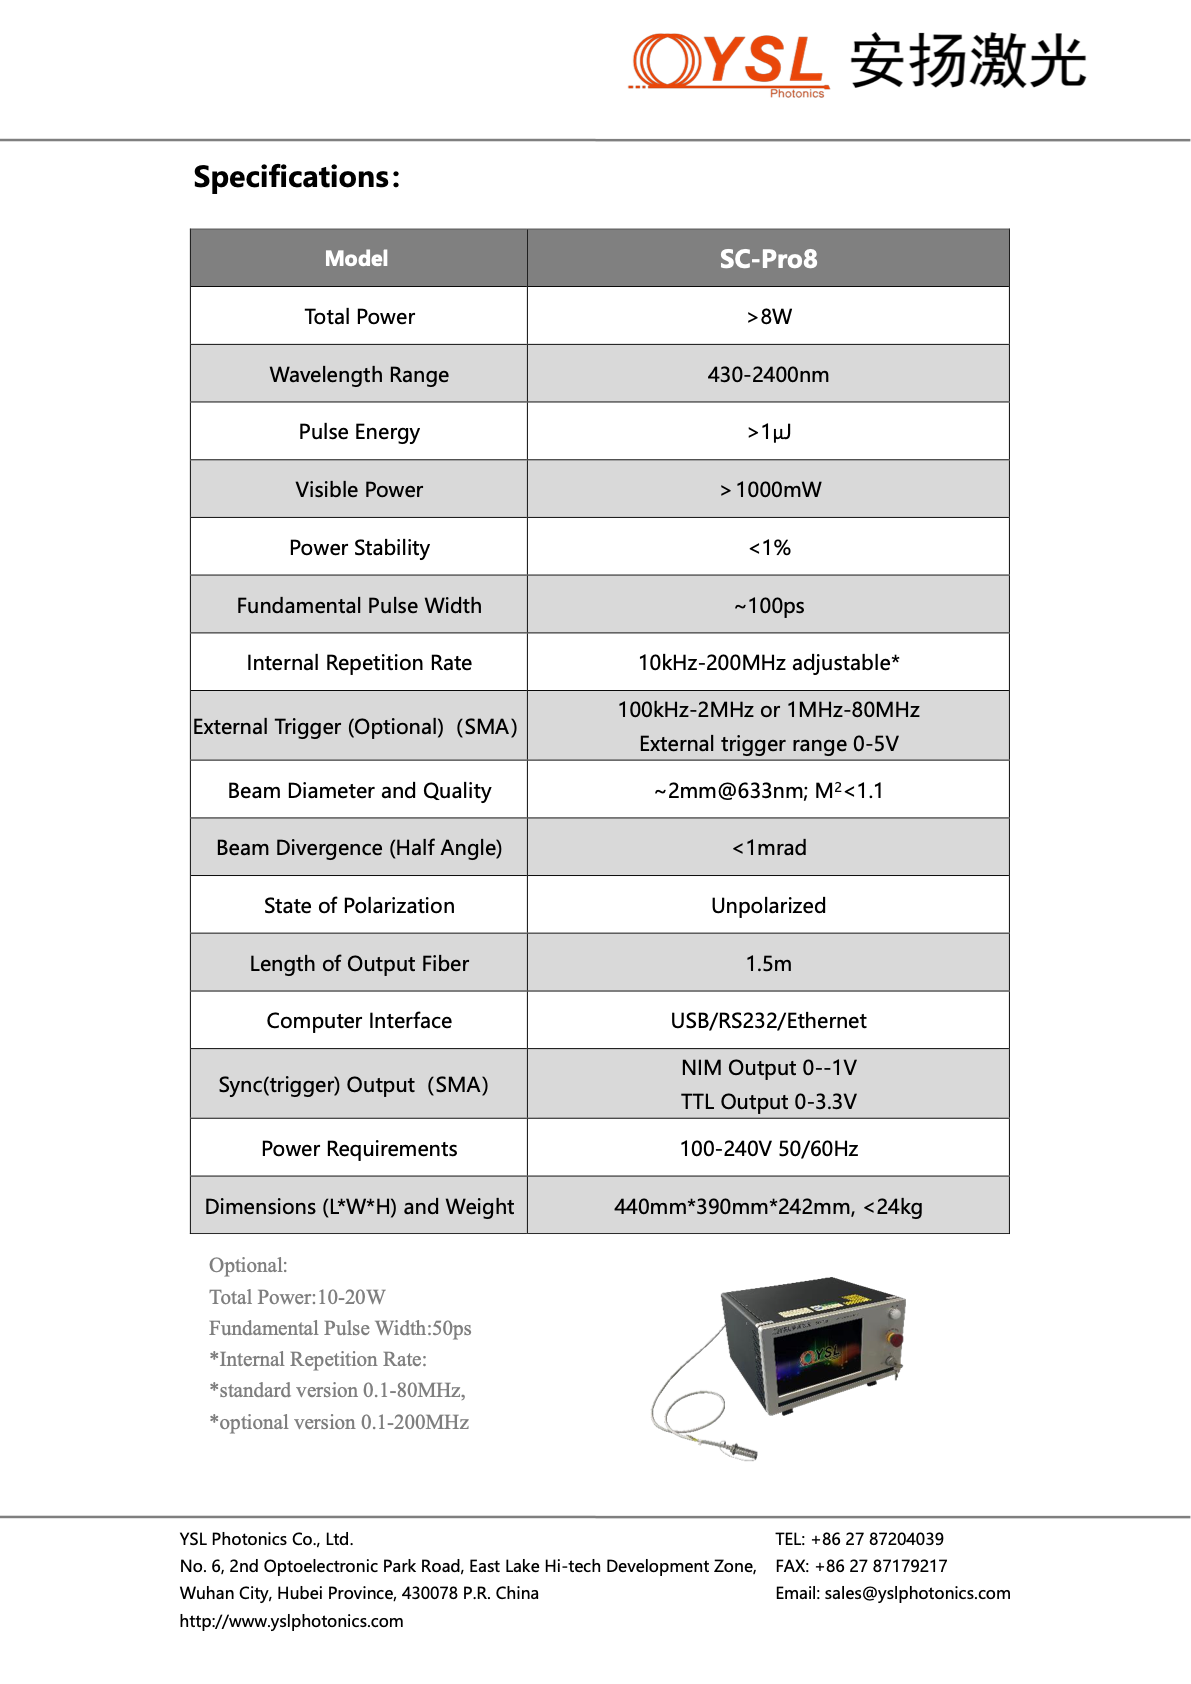 YSL 安扬激光
Photonics
Specifications：
Model SC-Pro8
Total Power >8W
Wavelength Range 430-2400nm
Pulse Energy >1μJ
Visible Power ＞1000mW
Power Stability <1%
Fundamental Pulse Width ~100ps
Internal Repetition Rate 10kHz-200MHz adjustable*
External Trigger (Optional)（SMA） 100kHz-2MHz or 1MHz-80MHz
External trigger range 0-5V
Beam Diameter and Quality ~2mm@633nm; M²<1.1
Beam Divergence (Half Angle) <1mrad
State of Polarization Unpolarized
Length of Output Fiber 1.5m
Computer Interface USB/RS232/Ethernet
Sync(trigger) Output（SMA） NIM Output 0--1V
TTL Output 0-3.3V
Power Requirements 100-240V 50/60Hz
Dimensions (L*W*H) and Weight 440mm*390mm*242mm, <24kg
Optional:
Total Power:10-20W
Fundamental Pulse Width:50ps
*Internal Repetition Rate:
*standard version 0.1-80MHz,
*optional version 0.1-200MHz
YSL
YSL Photonics Co., Ltd. TEL: +86 27 87204039
No. 6, 2nd Optoelectronic Park Road, East Lake Hi-tech Development Zone, FAX: +86 27 87179217
Wuhan City, Hubei Province, 430078 P.R. China Email: sales@yslphotonics.com
http://www.yslphotonics.com